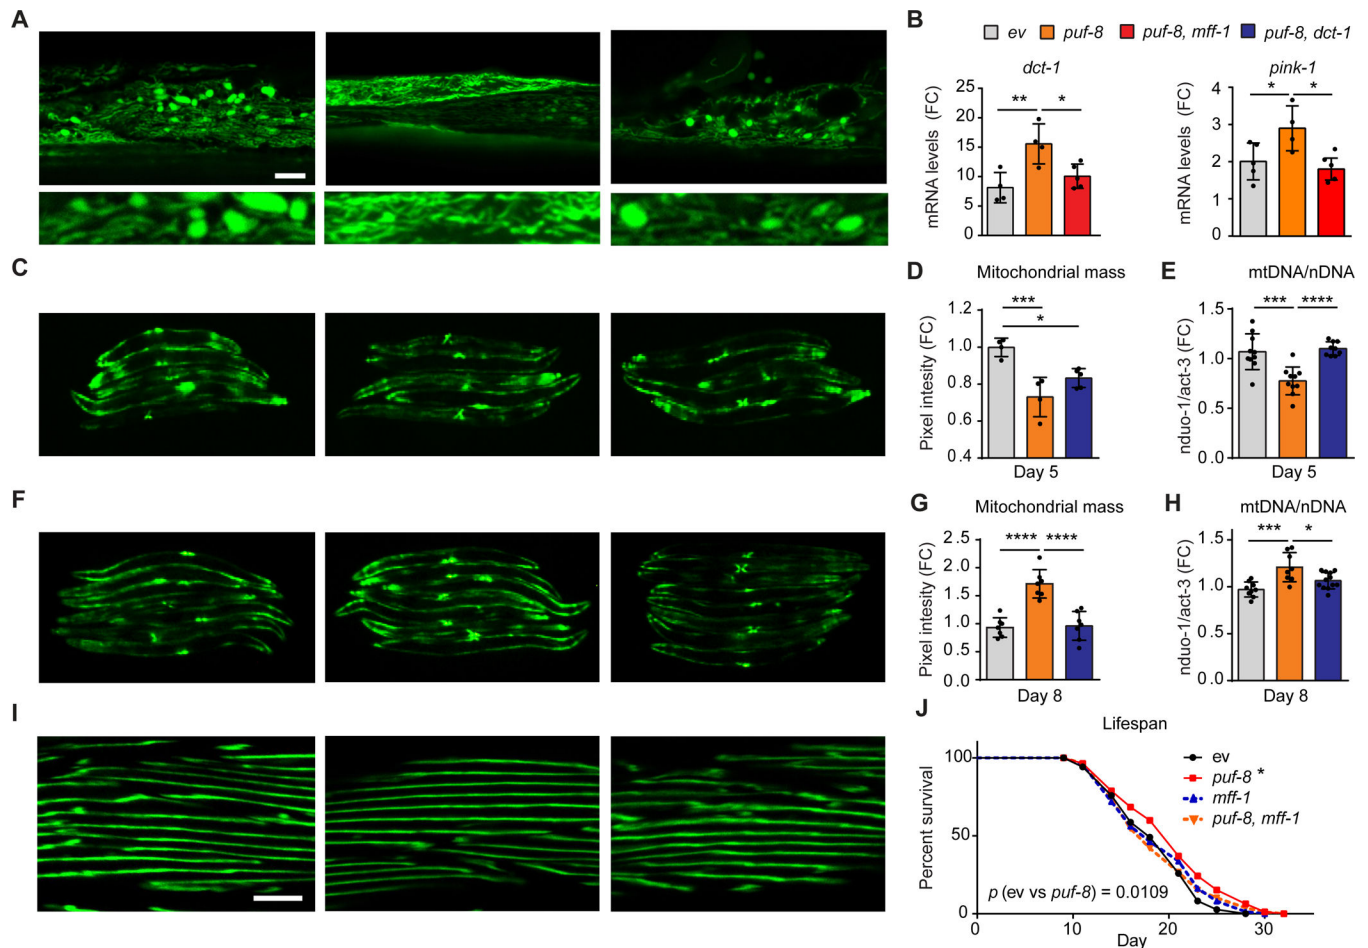 A
B
ev puf-8 puf-8, mff-1 puf-8, dct-1
dct-1
mRNA levels (FC)
25
20
15
10
5
0
** *
pink-1
mRNA levels (FC)
4
3
2
1
0
* *
C
D
Mitochondrial mass
Pixel intesity (FC)
1.2
1.0
0.8
0.6
0.4
***
*
Day 5
E
mtDNA/nDNA
nduo-1/act-3 (FC)
1.5
1.0
0.5
0.0
*** ****
Day 5
F
G
Mitochondrial mass
Pixel intesity (FC)
2.5
2.0
1.5
1.0
0.5
0.0
**** ****
Day 8
H
mtDNA/nDNA
nduo-1/act-3 (FC)
1.5
1.0
0.5
0.0
*** *
Day 8
I
J
Lifespan
Percent survival
100
50
0
ev
puf-8 *
mff-1
puf-8, mff-1
p (ev vs puf-8) = 0.0109
0 10 20 30
Day